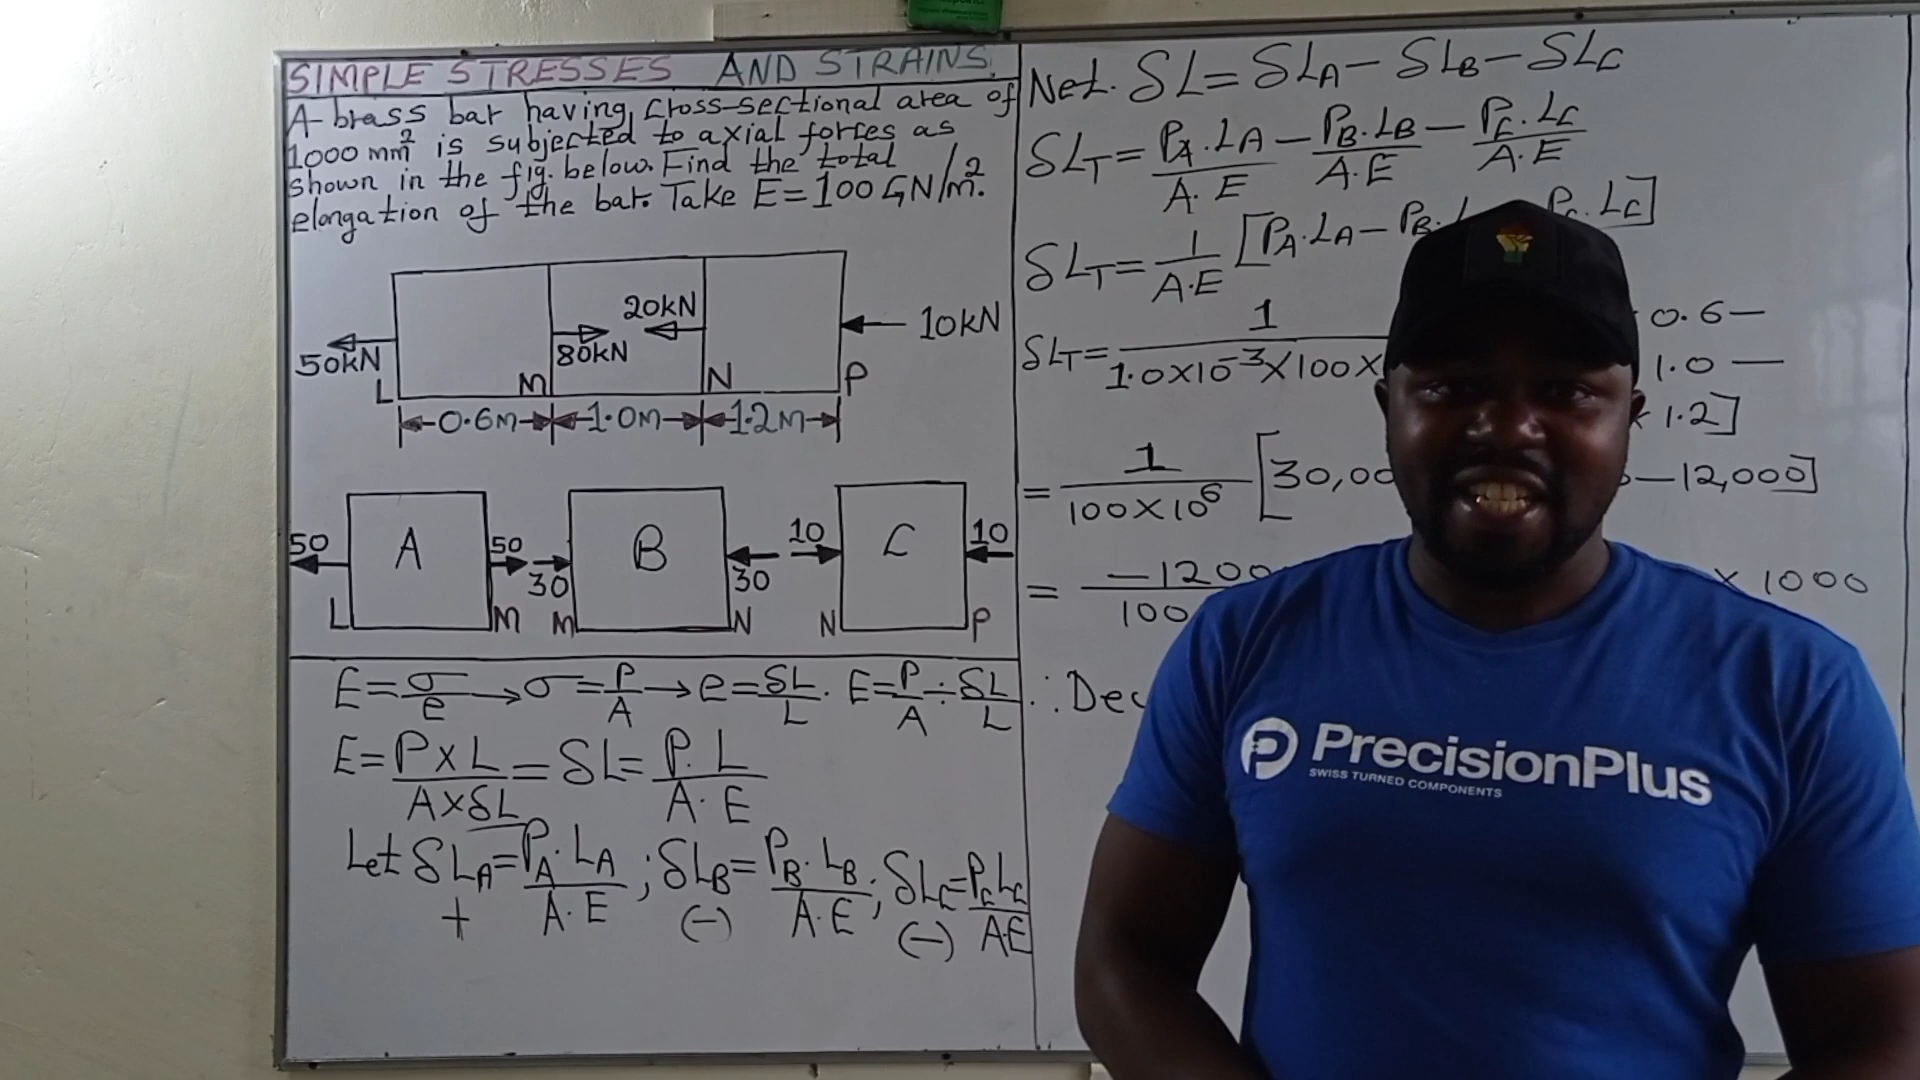 SIMPLE STRESSES AND STRAINS.
A brass bar having cross-sectional area of
1000 mm² is subjected to axial forces as
shown in the fig. below. Find the total
elongation of the bar. Take E=100GN/m².
50kN
80kN
20kN
10kN
L M N P
0.6m 1.0m 1.2m
50 A 50 30 B 30 10 C 10
L M M N N P
E=σ/e → σ=P/A → e=δL/L. E=P/A÷δL/L
E=P×L/A×δL = δL=P.L/A.E
Let δLA=PA.LA/A.E; δLB=PB.LB/A.E; δLC=PC.LC/AE
+ (-) (-)
Net. δL=δLA-δLB-δLC
δLT=PA.LA/A.E-PB.LB/A.E-PC.LC/A.E
δLT=1/A.E[PA.LA-PB. LC]
δLT=1/1.0×10⁻³×100× 0.6-
1.0-
1.2]
=1/100×10⁶[30,00 -12,000]
= -1200 ×1000
100
∴
PrecisionPlus
SWISS TURNED COMPONENTS